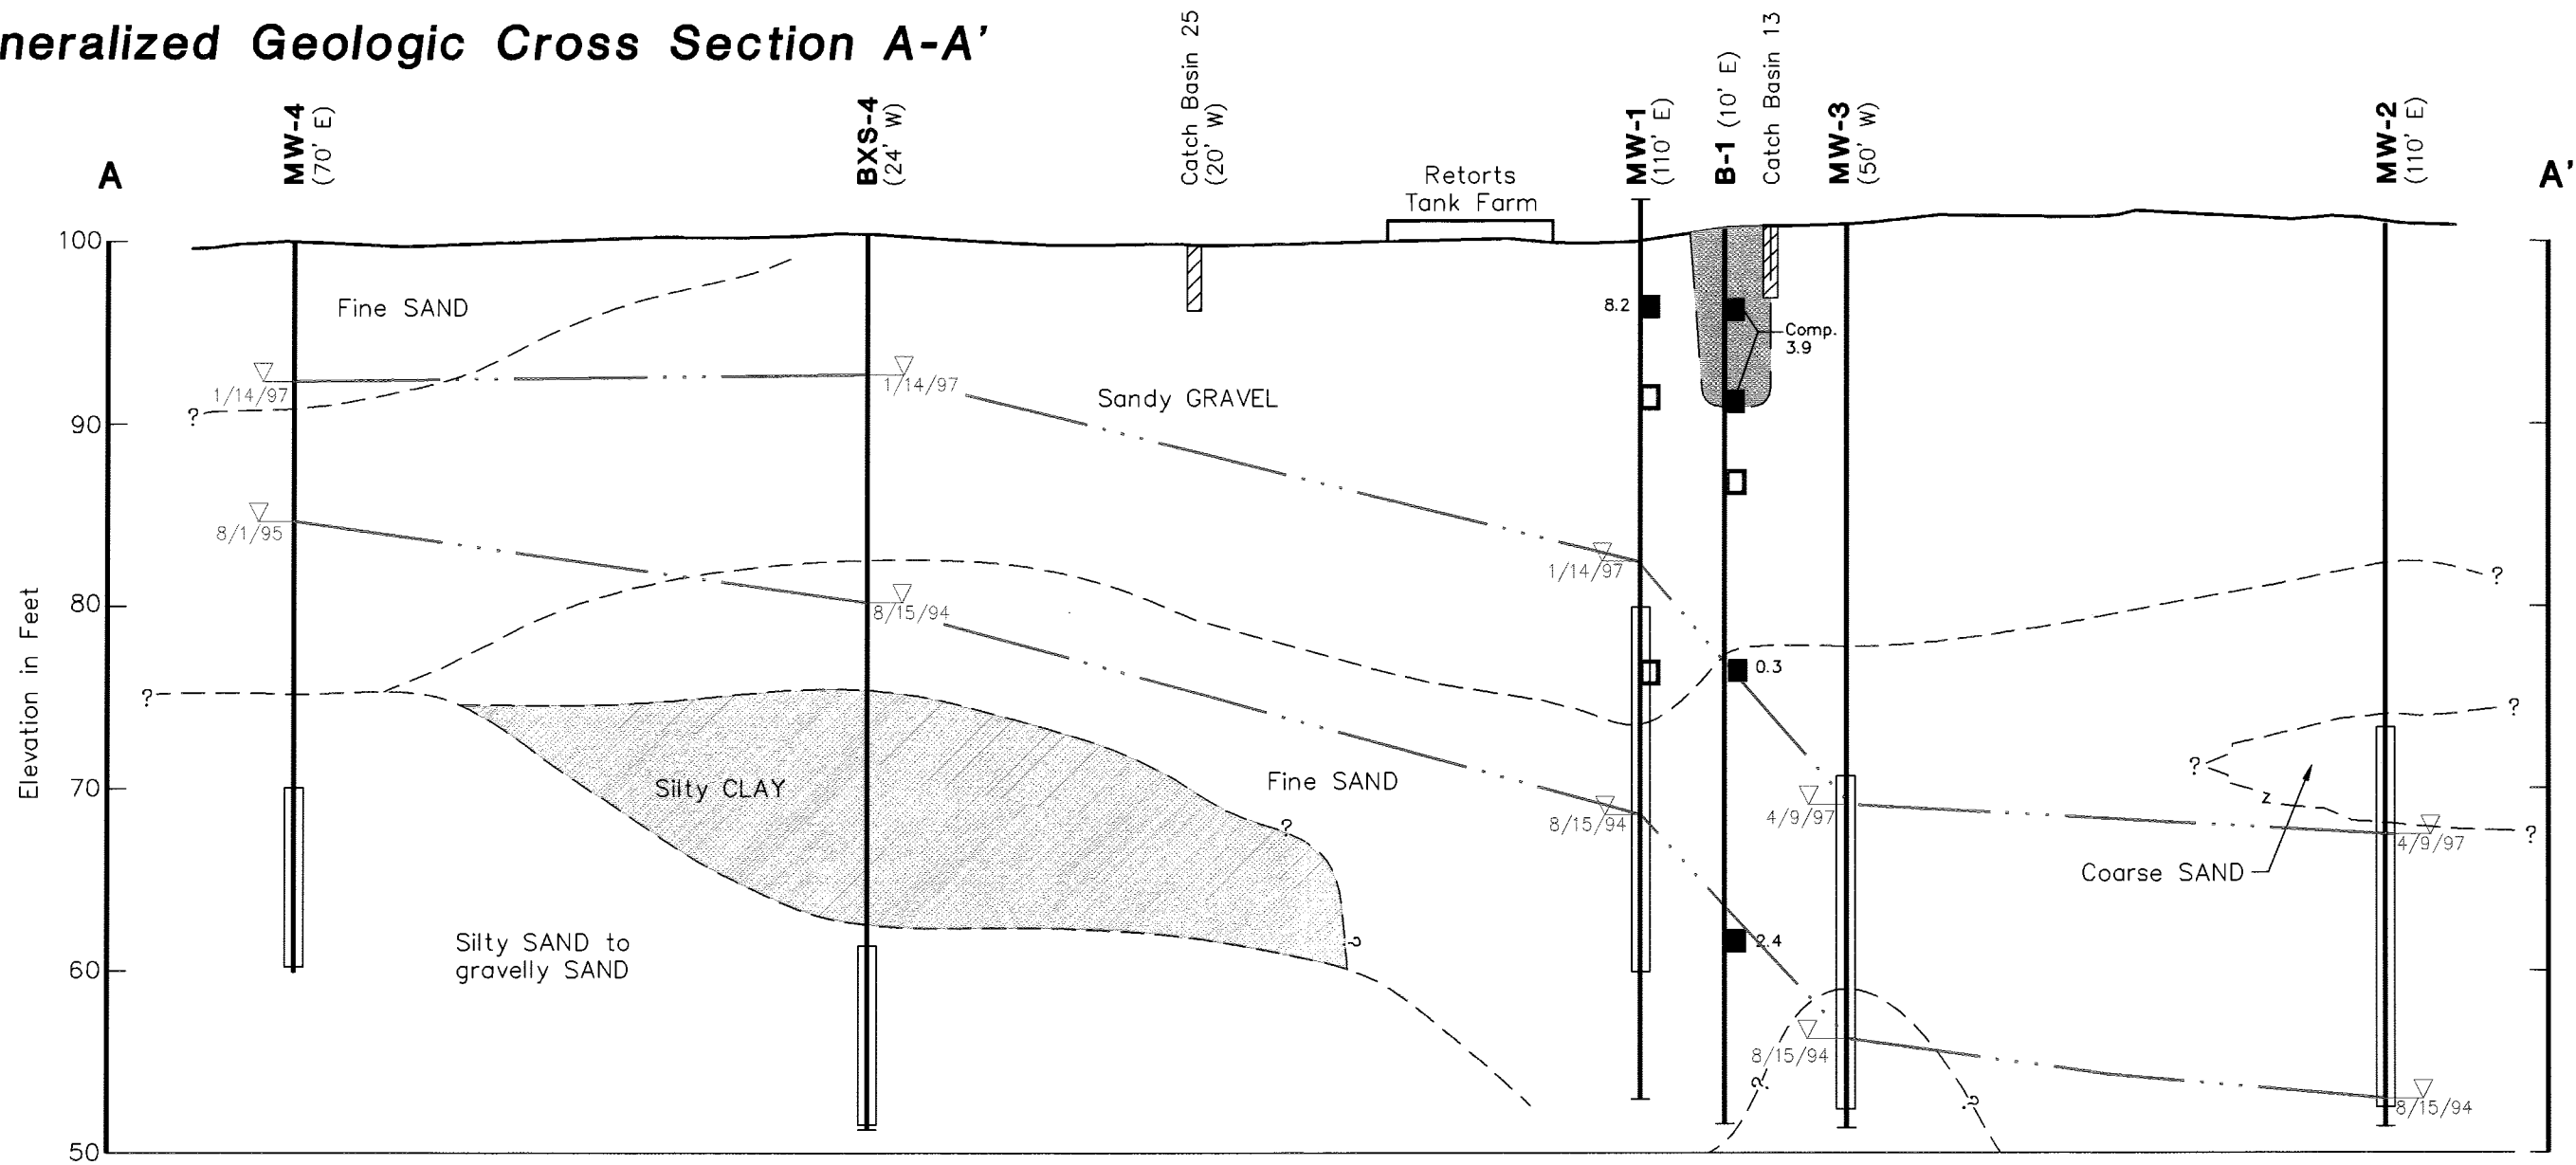 neralized Geologic Cross Section A-A'
A
MW-4
(70' E)
BXS-4
(24' W)
Catch Basin 25
(20' W)
Retorts
Tank Farm
MW-1
(110' E)
B-1 (10' E)
Catch Basin 13
MW-3
(50' W)
MW-2
(110' E)
A'
Elevation in Feet
100
90
80
70
60
50
Fine SAND
8.2
Comp.
3.9
1/14/97
1/14/97
?
Sandy GRAVEL
8/1/95
8/15/94
1/14/97
?
?
0.3
?
?
Silty CLAY
Fine SAND
?
z
8/15/94
4/9/97
4/9/97
?
?
Coarse SAND
Silty SAND to
gravelly SAND
?
2.4
8/15/94
?
?
8/15/94